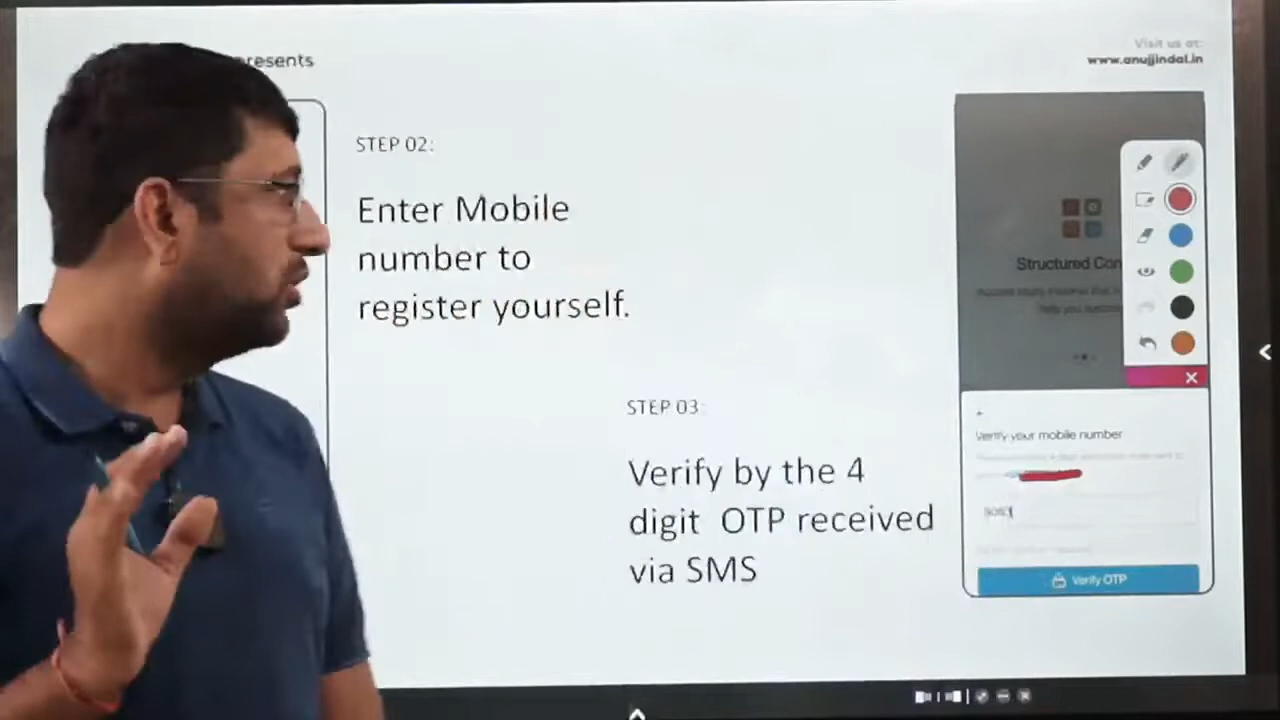 presents
Visit us at:
www.anujjindal.in
STEP 02:
Enter Mobile
number to
register yourself.
Structured Con
STEP 03:
Verify by the 4
digit OTP received
via SMS
Verify your mobile number
Verify OTP